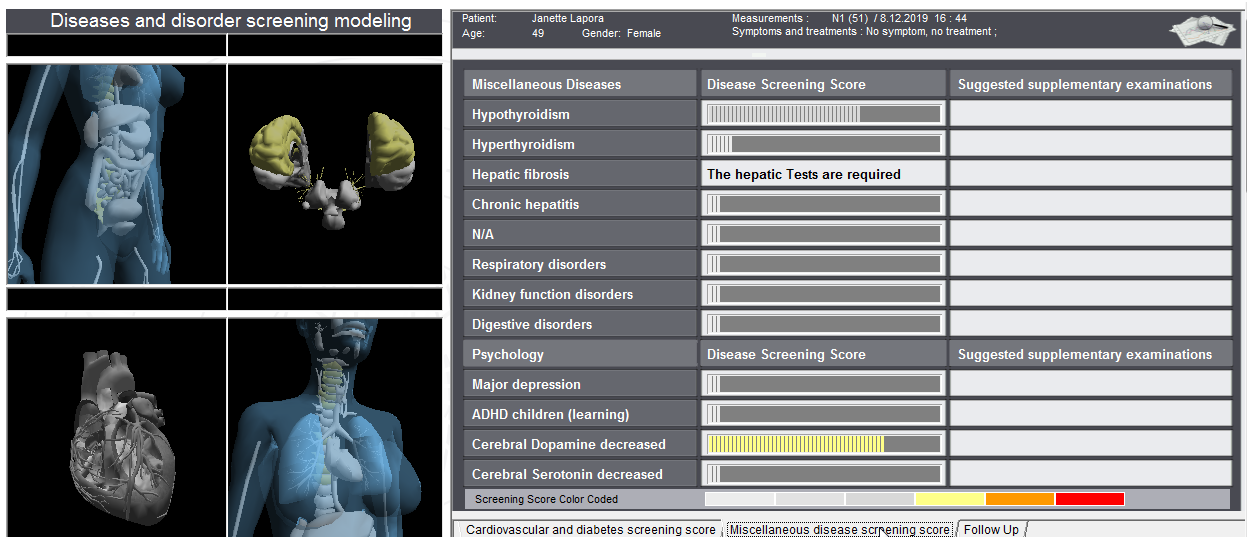 Diseases and disorder screening modeling
Patient: Janette Lapora Measurements : N1 (51) / 8.12.2019 16 : 44
Age: 49 Gender: Female Symptoms and treatments : No symptom, no treatment ;
Miscellaneous Diseases Disease Screening Score Suggested supplementary examinations
Hypothyroidism
Hyperthyroidism
Hepatic fibrosis The hepatic Tests are required
Chronic hepatitis
N/A
Respiratory disorders
Kidney function disorders
Digestive disorders
Psychology Disease Screening Score Suggested supplementary examinations
Major depression
ADHD children (learning)
Cerebral Dopamine decreased
Cerebral Serotonin decreased
Screening Score Color Coded
Cardiovascular and diabetes screening score Miscellaneous disease screening score Follow Up